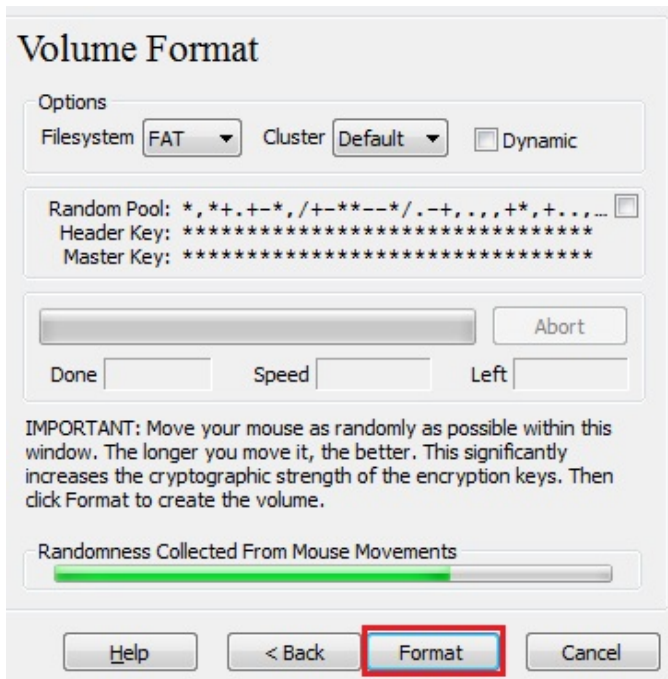 Volume Format
Options
Filesystem FAT Cluster Default Dynamic
Random Pool: *,*+.+-*,/+-**--*/.-+,.,,+*,+..,...
Header Key: ********************************
Master Key: ********************************
Abort
Done Speed Left
IMPORTANT: Move your mouse as randomly as possible within this
window. The longer you move it, the better. This significantly
increases the cryptographic strength of the encryption keys. Then
click Format to create the volume.
Randomness Collected From Mouse Movements
Help < Back Format Cancel